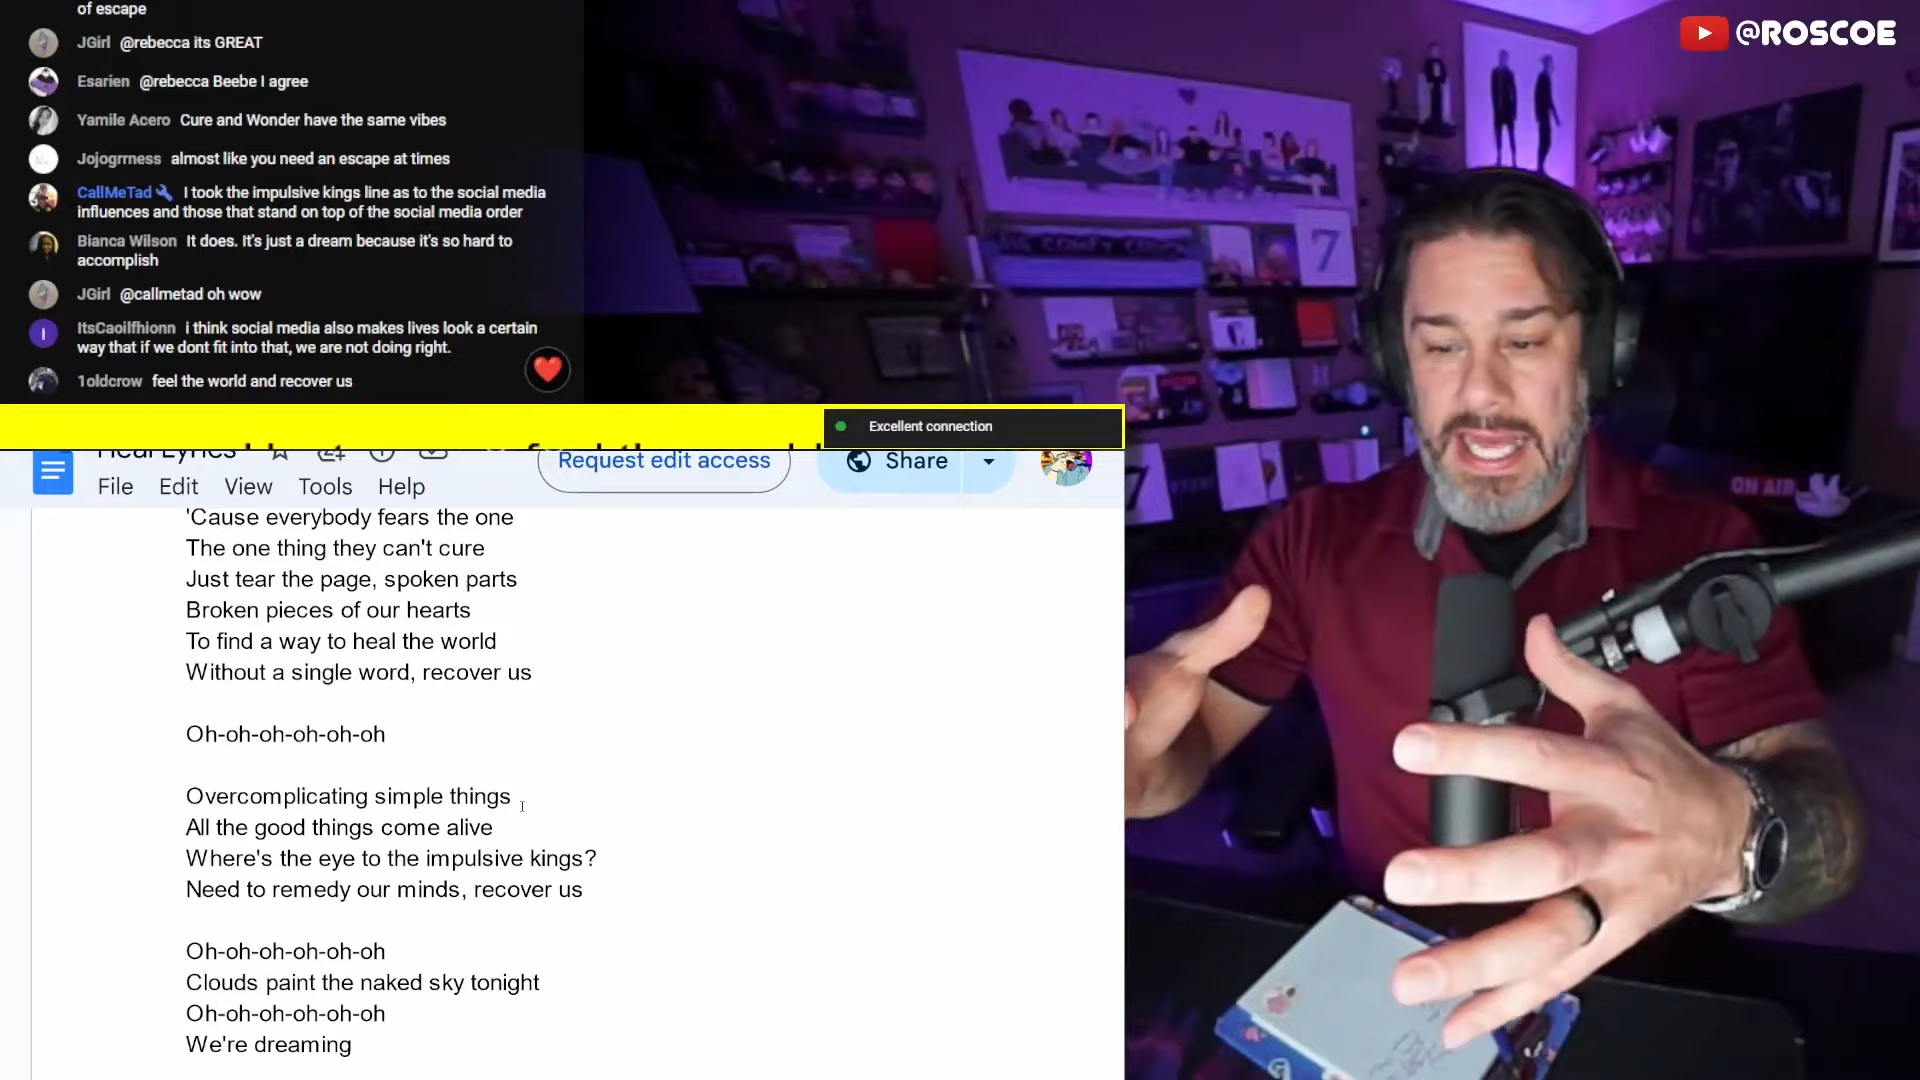 of escape
JGirl @rebecca its GREAT
Esarien @rebecca Beebe I agree
Yamile Acero Cure and Wonder have the same vibes
Jojogrrness almost like you need an escape at times
CallMeTad I took the impulsive kings line as to the social media
influences and those that stand on top of the social media order
Bianca Wilson It does. It's just a dream because it's so hard to
accomplish
JGirl @callmetad oh wow
ItsCaoilfhionn i think social media also makes lives look a certain
way that if we dont fit into that, we are not doing right.
1oldcrow feel the world and recover us
@ROSCOE
7
ON AIR
Excellent connection
Request edit access
Share
File Edit View Tools Help
'Cause everybody fears the one
The one thing they can't cure
Just tear the page, spoken parts
Broken pieces of our hearts
To find a way to heal the world
Without a single word, recover us
Oh-oh-oh-oh-oh-oh
Overcomplicating simple things
All the good things come alive
Where's the eye to the impulsive kings?
Need to remedy our minds, recover us
Oh-oh-oh-oh-oh-oh
Clouds paint the naked sky tonight
Oh-oh-oh-oh-oh-oh
We're dreaming